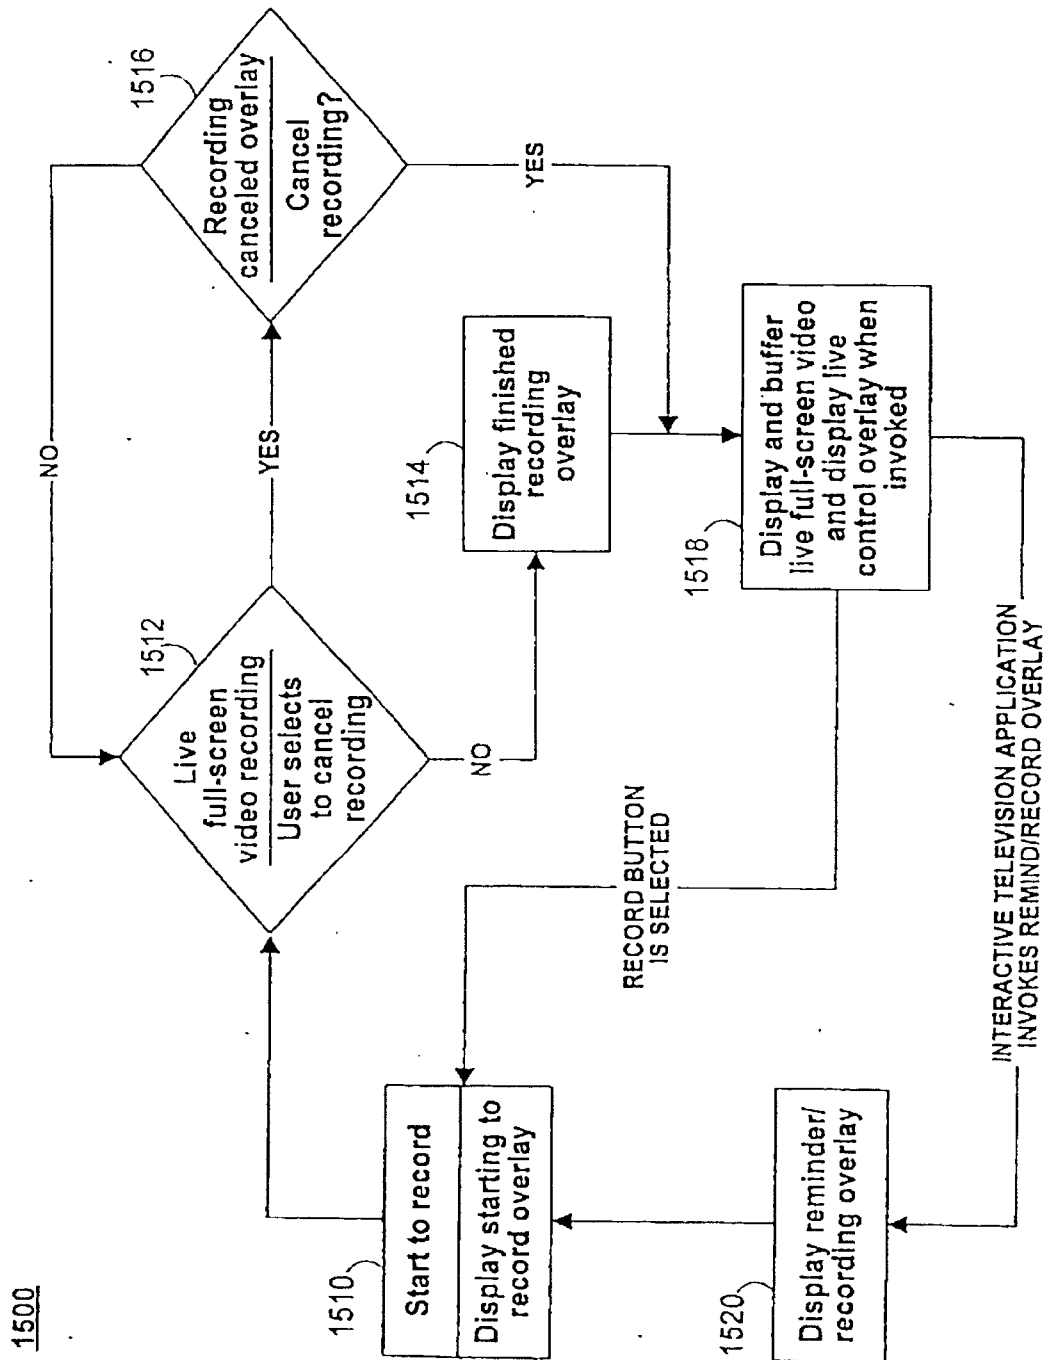 1500
1510
Start to record
Display starting to
record overlay
1512
Live
full-screen
video recording
User selects
to cancel
recording
NO
YES
1516
Recording
canceled overlay
Cancel
recording?
NO
YES
1514
Display finished
recording
overlay
1518
Display and buffer
live full-screen video
and display live
control overlay when
invoked
RECORD BUTTON
IS SELECTED
1520
Display reminder/
recording overlay
INTERACTIVE TELEVISION APPLICATION
INVOKES REMIND/RECORD OVERLAY